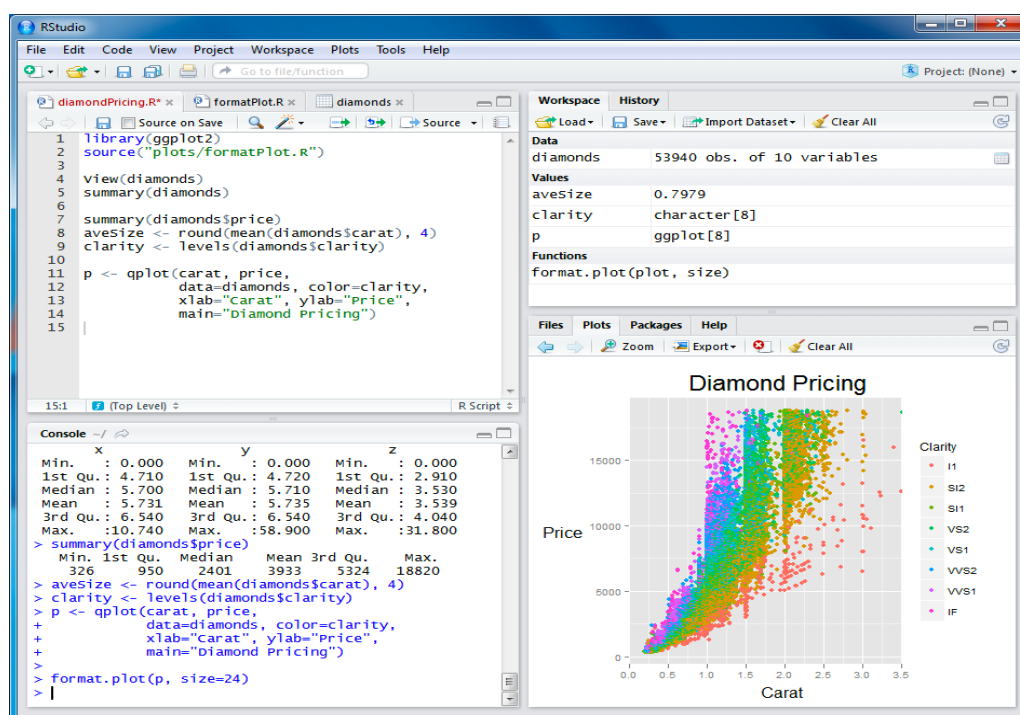 RStudio
File Edit Code View Project Workspace Plots Tools Help
Go to file/function
Project: (None)
diamondPricing.R* × formatPlot.R × diamonds ×
Source on Save Source
1 library(ggplot2)
2 source("plots/formatPlot.R")
3
4 View(diamonds)
5 summary(diamonds)
6
7 summary(diamonds$price)
8 aveSize <- round(mean(diamonds$carat), 4)
9 clarity <- levels(diamonds$clarity)
10
11 p <- qplot(carat, price,
12 data=diamonds, color=clarity,
13 xlab="Carat", ylab="Price",
14 main="Diamond Pricing")
15
15:1 (Top Level) R Script
Console ~/
x y z
Min. : 0.000 Min. : 0.000 Min. : 0.000
1st Qu.: 4.710 1st Qu.: 4.720 1st Qu.: 2.910
Median : 5.700 Median : 5.710 Median : 3.530
Mean : 5.731 Mean : 5.735 Mean : 3.539
3rd Qu.: 6.540 3rd Qu.: 6.540 3rd Qu.: 4.040
Max. :10.740 Max. :58.900 Max. :31.800
> summary(diamonds$price)
Min. 1st Qu. Median Mean 3rd Qu. Max.
326 950 2401 3933 5324 18820
> aveSize <- round(mean(diamonds$carat), 4)
> clarity <- levels(diamonds$clarity)
> p <- qplot(carat, price,
+ data=diamonds, color=clarity,
+ xlab="Carat", ylab="Price",
+ main="Diamond Pricing")
>
> format.plot(p, size=24)
>
Workspace History
Load Save Import Dataset Clear All
Data
diamonds 53940 obs. of 10 variables
Values
aveSize 0.7979
clarity character[8]
p ggplot[8]
Functions
format.plot(plot, size)
Files Plots Packages Help
Zoom Export Clear All
Diamond Pricing
Price
15000
10000
5000
0
0.0 0.5 1.0 1.5 2.0 2.5 3.0 3.5
Carat
Clarity
I1
SI2
SI1
VS2
VS1
VVS2
VVS1
IF